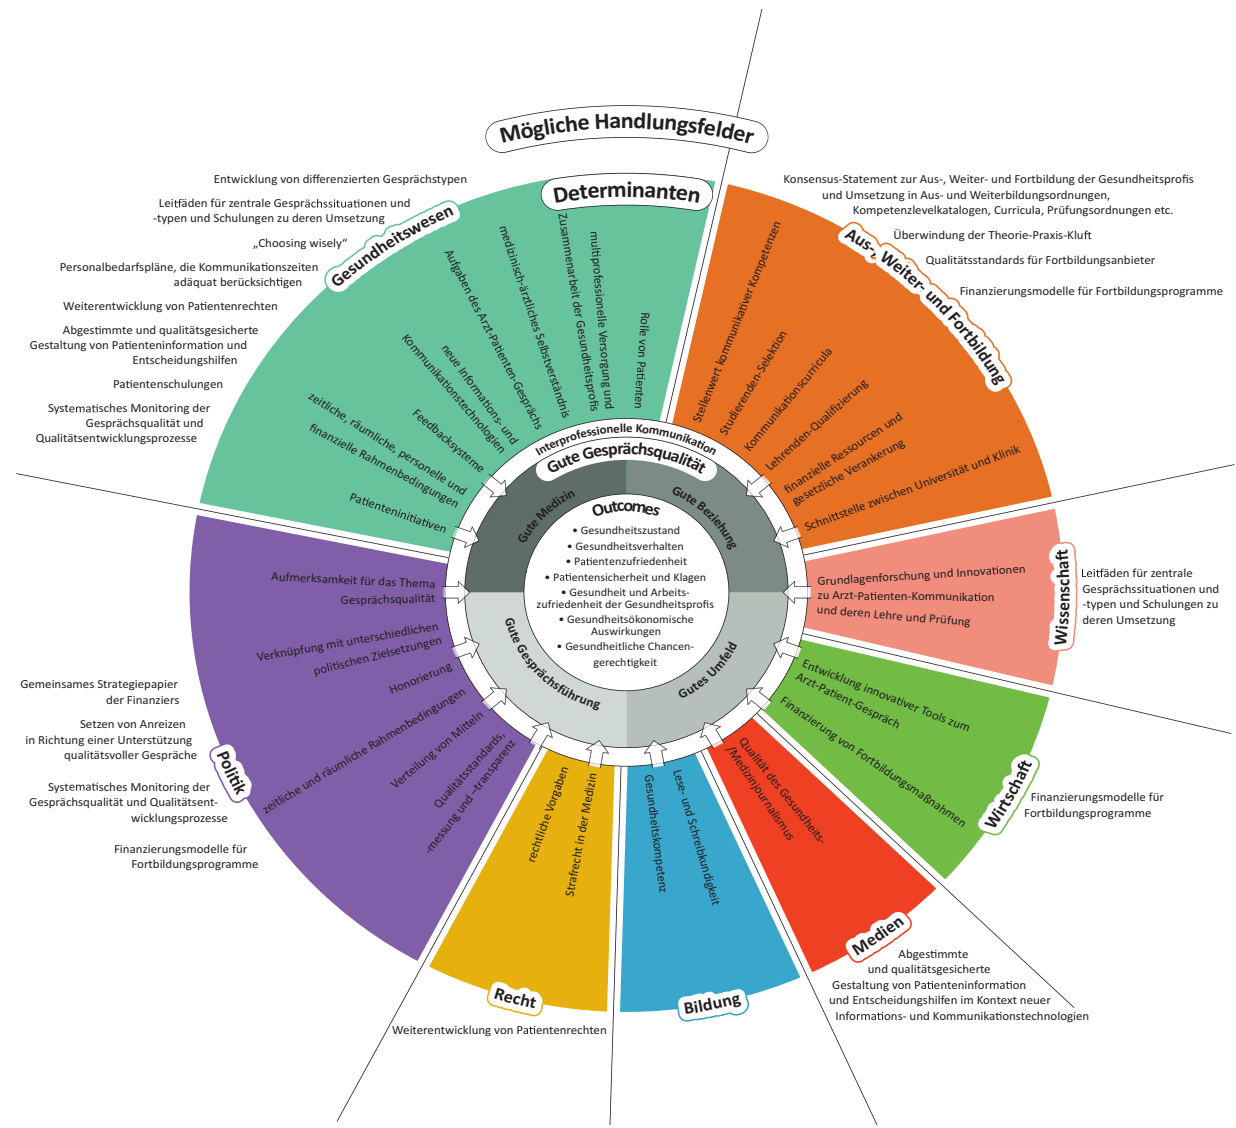 Mögliche Handlungsfelder
Determinanten
Entwicklung von differenzierten Gesprächstypen
Leitfäden für zentrale Gesprächssituationen und
-typen und Schulungen zu deren Umsetzung
„Choosing wisely“
Personalbedarfspläne, die Kommunikationszeiten
adäquat berücksichtigen
Weiterentwicklung von Patientenrechten
Abgestimmte und qualitätsgesicherte
Gestaltung von Patienteninformation und
Entscheidungshilfen
Patientenschulungen
Systematisches Monitoring der
Gesprächsqualität und
Qualitätsentwicklungsprozesse
Gesundheitswesen
Patienteninitiativen
zeitliche, räumliche, personelle und
finanzielle Rahmenbedingungen
Feedbacksysteme
neue Informations- und
Kommunikationstechnologien
Aufgaben des Arzt-Patienten-Gesprächs
medizinisch-ärztliches Selbstverständnis
multiprofessionelle Versorgung und
Zusammenarbeit der Gesundheitsprofis
Rolle von Patienten
Konsensus-Statement zur Aus-, Weiter- und Fortbildung der Gesundheitsprofis
und Umsetzung in Aus- und Weiterbildungsordnungen,
Kompetenzlevelkatalogen, Curricula, Prüfungsordnungen etc.
Überwindung der Theorie-Praxis-Kluft
Qualitätsstandards für Fortbildungsanbieter
Finanzierungsmodelle für Fortbildungsprogramme
Aus-, Weiter- und Fortbildung
Stellenwert kommunikativer Kompetenzen
Studierenden-Selektion
Kommunikationscurricula
Lehrenden-Qualifizierung
finanzielle Ressourcen und
gesetzliche Verankerung
Schnittstelle zwischen Universität und Klinik
Wissenschaft
Grundlagenforschung und Innovationen
zu Arzt-Patienten-Kommunikation
und deren Lehre und Prüfung
Leitfäden für zentrale
Gesprächssituationen und
-typen und Schulungen zu
deren Umsetzung
Wirtschaft
Entwicklung innovativer Tools zum
Arzt-Patient-Gespräch
Finanzierung von Fortbildungsmaßnahmen
Finanzierungsmodelle für
Fortbildungsprogramme
Medien
Qualität des Gesundheits-
/Medizinjournalismus
Abgestimmte
und qualitätsgesicherte
Gestaltung von Patienteninformation
und Entscheidungshilfen im Kontext neuer
Informations- und Kommunikationstechnologien
Bildung
Lese- und Schreibkundigkeit
Gesundheitskompetenz
Recht
rechtliche Vorgaben
Strafrecht in der Medizin
Weiterentwicklung von Patientenrechten
Politik
Aufmerksamkeit für das Thema
Gesprächsqualität
Verknüpfung mit unterschiedlichen
politischen Zielsetzungen
Honorierung
zeitliche und räumliche Rahmenbedingungen
Verteilung von Mitteln
Qualitätsstandards,
-messung und –transparenz
Gemeinsames Strategiepapier
der Finanziers
Setzen von Anreizen
in Richtung einer Unterstützung
qualitätsvoller Gespräche
Systematisches Monitoring der
Gesprächsqualität und Qualitätsent-
wicklungsprozesse
Finanzierungsmodelle für
Fortbildungsprogramme
Interprofessionelle Kommunikation
Gute Gesprächsqualität
Gute Medizin
Gute Beziehung
Gute Gesprächsführung
Gutes Umfeld
Outcomes
• Gesundheitszustand
• Gesundheitsverhalten
• Patientenzufriedenheit
• Patientensicherheit und Klagen
• Gesundheit und Arbeits-
zufriedenheit der Gesundheitsprofis
• Gesundheitsökonomische
Auswirkungen
• Gesundheitliche Chancen-
gerechtigkeit